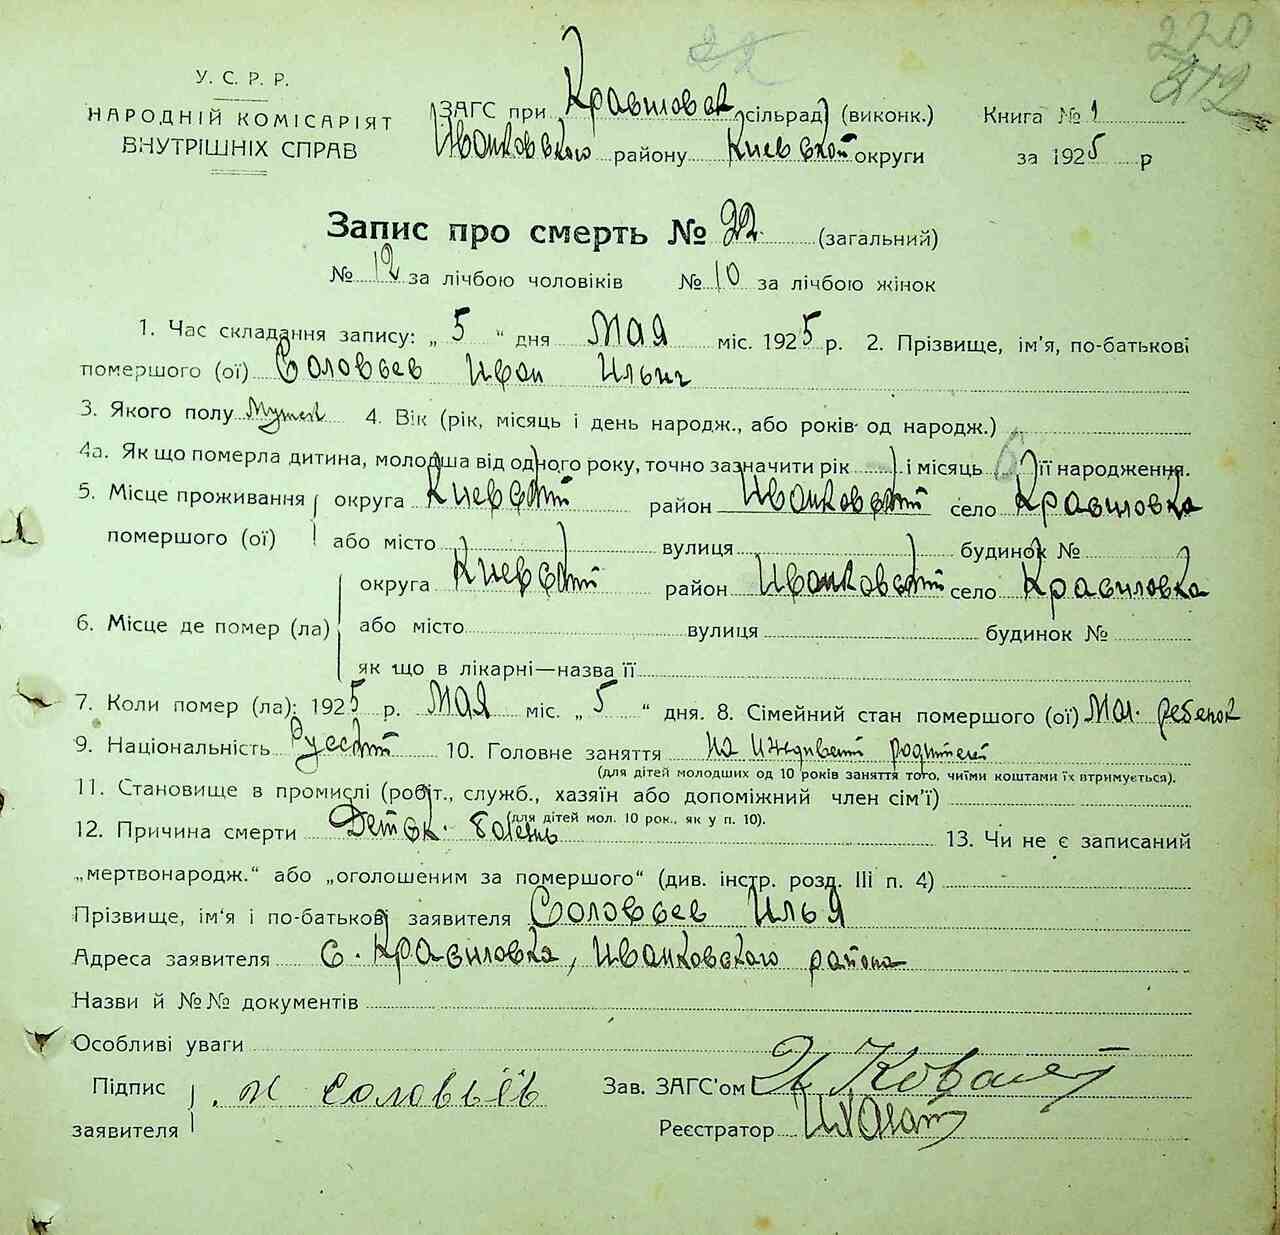 22
220
212
У. С. Р. Р.
НАРОДНІЙ КОМІСАРІЯТ
ВНУТРІШНІХ СПРАВ
ЗАГС при Красиловск сільрад) (виконк.)
Иванковского району Киевской округи
Книга № 1
за 1925 р
Запис про смерть № 22 (загальний)
№ 12 за лічбою чоловіків № 10 за лічбою жінок
1. Час складання запису: „ 5 “ дня мая міс. 1925 р. 2. Прізвище, ім'я, по-батькові
помершого (ої) Соловьев Иван Ильич
3. Якого полу Мужск 4. Вік (рік, місяць і день народж., або років од народж.)
4а. Як що померла дитина, молодша від одного року, точно зазначити рік і місяць 6 її народження.
5. Місце проживання округа Киевский район Иванковский село Красиловка
помершого (ої) або місто вулиця будинок №
округа Киевский район Иванковский село Красиловка
6. Місце де помер (ла) або місто вулиця будинок №
як що в лікарні—назва її
7. Коли помер (ла): 1925 р. мая міс. „ 5 “ дня. 8. Сімейний стан помершого (ої) мал. ребенок
9. Національність Русский 10. Головне заняття на иждивеніи родителей
(для дітей молодших од 10 років заняття того, чиїми коштами їх втримується).
11. Становище в промислі (робіт., служб., хазяїн або допоміжний член сім'ї)
(для дітей мол. 10 рок., як у п. 10).
12. Причина смерти Детск. болезнь 13. Чи не є записаний
„мертвонародж.“ або „оголошеним за помершого“ (див. інстр. розд. III п. 4)
Прізвище, ім'я і по-батькові заявителя Соловьев Илья
Адреса заявителя с. Красиловка, Иванковского района
Назви й №№ документів
Особливі уваги
Підпис
заявителя
и соловьёв
Зав. ЗАГС'ом
Реєстратор